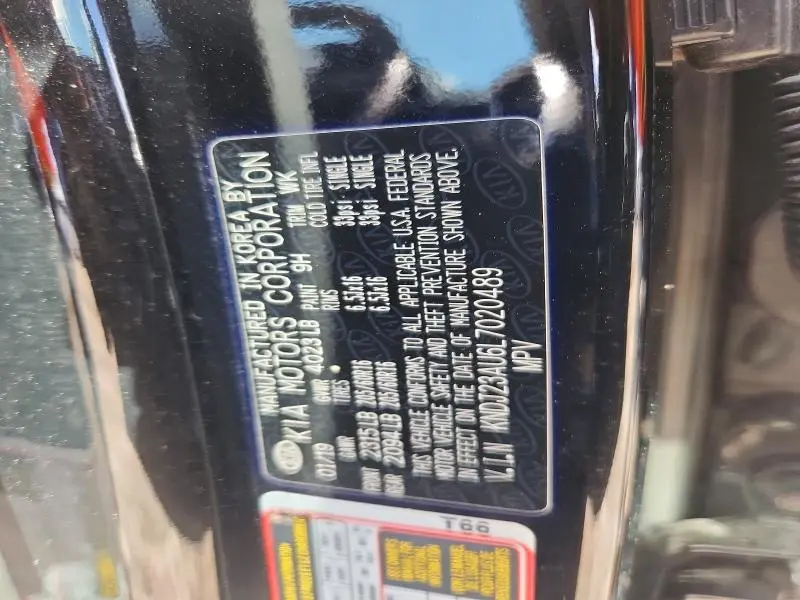 MANUFACTURED IN KOREA BY
KIA MOTORS CORPORATION
07/19 GVWR 4023 LB PAINT 9H TRIM WK
GAWR TIRES RIMS COLD TIRE INFL
FRONT 2315 LB 205/60R16 6.5Jx16 33psi SINGLE
REAR 2094 LB 205/60R16 6.5Jx16 33psi SINGLE
THIS VEHICLE CONFORMS TO ALL APPLICABLE U.S.A. FEDERAL
MOTOR VEHICLE SAFETY AND THEFT PREVENTION STANDARDS
IN EFFECT ON THE DATE OF MANUFACTURE SHOWN ABOVE.
V.I.N KNDJ23AU6L7020489
MPV
T66